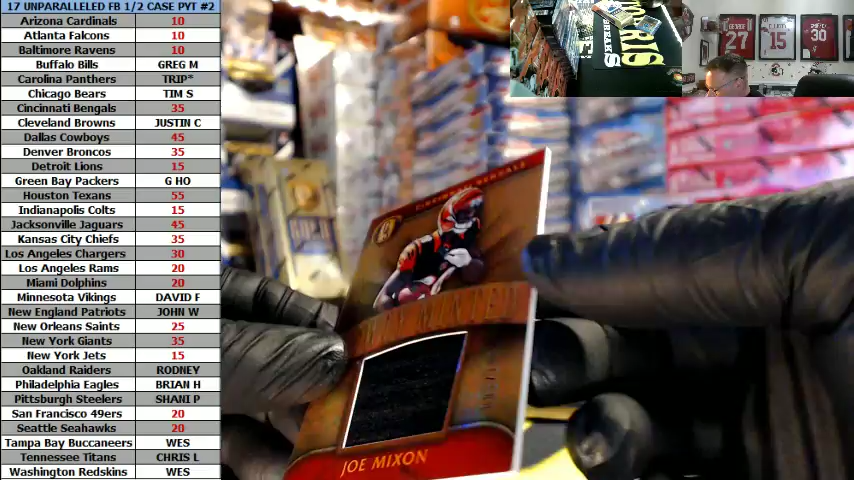 17 UNPARALLELED FB 1/2 CASE PVT #2
Arizona Cardinals 10
Atlanta Falcons 10
Baltimore Ravens 10
Buffalo Bills GREG M
Carolina Panthers TRIP*
Chicago Bears TIM S
Cincinnati Bengals 35
Cleveland Browns JUSTIN C
Dallas Cowboys 45
Denver Broncos 35
Detroit Lions 15
Green Bay Packers G HO
Houston Texans 55
Indianapolis Colts 15
Jacksonville Jaguars 45
Kansas City Chiefs 35
Los Angeles Chargers 30
Los Angeles Rams 20
Miami Dolphins 20
Minnesota Vikings DAVID F
New England Patriots JOHN W
New Orleans Saints 25
New York Giants 35
New York Jets 15
Oakland Raiders RODNEY
Philadelphia Eagles BRIAN H
Pittsburgh Steelers SHANI P
San Francisco 49ers 20
Seattle Seahawks 20
Tampa Bay Buccaneers WES
Tennessee Titans CHRIS L
Washington Redskins WES
BREAKS
GEORGE
27
15
30
CINCINNATI BENGALS
JOE MIXON